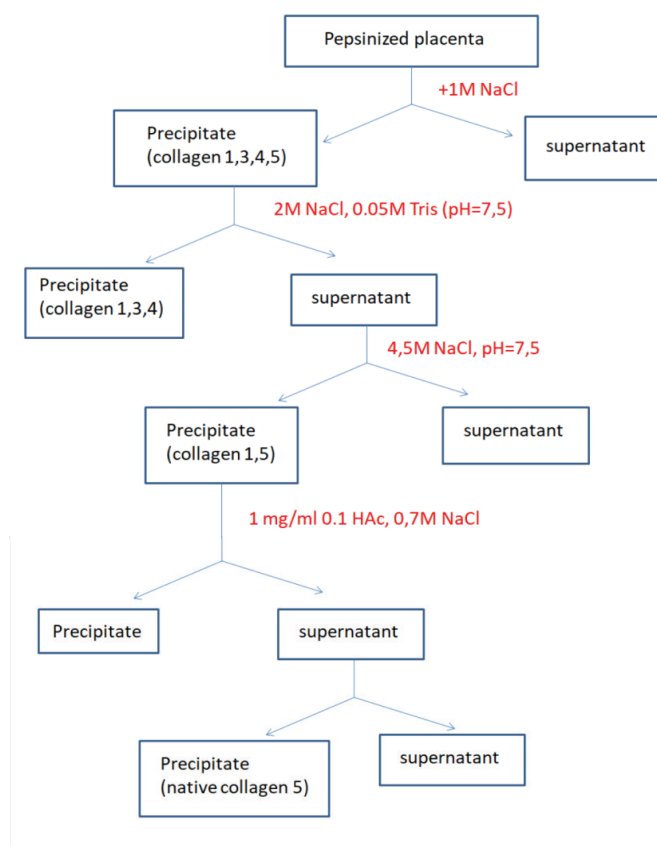 Pepsinized placenta
+1M NaCl
Precipitate
(collagen 1,3,4,5)
supernatant
2M NaCl, 0.05M Tris (pH=7,5)
Precipitate
(collagen 1,3,4)
supernatant
4,5M NaCl, pH=7,5
Precipitate
(collagen 1,5)
supernatant
1 mg/ml 0.1 HAc, 0,7M NaCl
Precipitate
supernatant
Precipitate
(native collagen 5)
supernatant